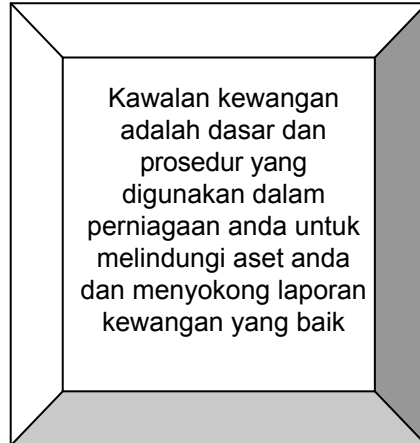 Kawalan kewangan
adalah dasar dan
prosedur yang
digunakan dalam
perniagaan anda untuk
melindungi aset anda
dan menyokong laporan
kewangan yang baik